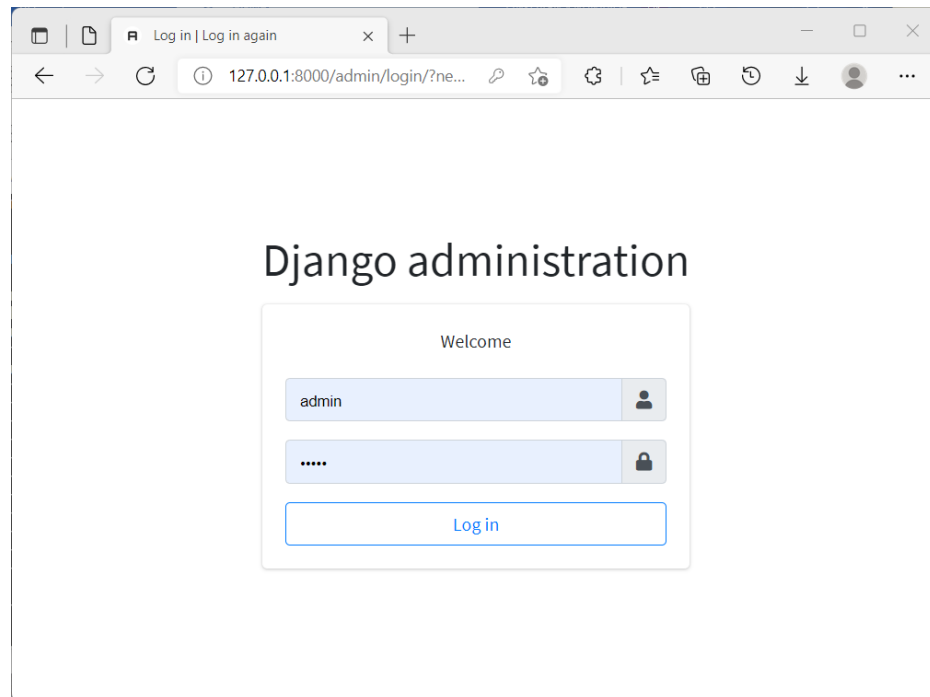 Log in | Log in again
127.0.0.1:8000/admin/login/?ne...
Django administration
Welcome
admin
•••••
Log in